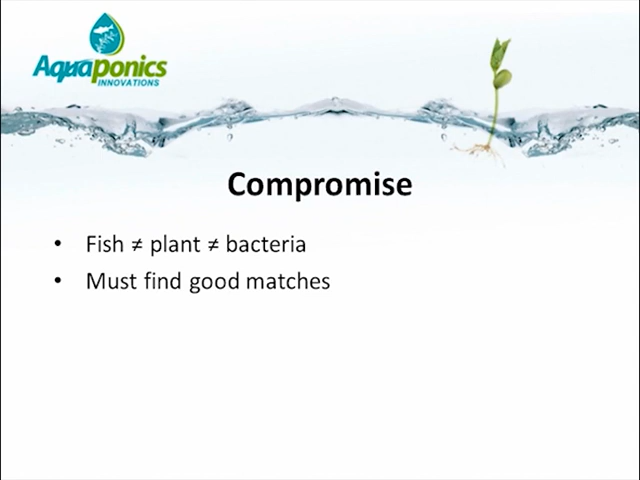 Aquaponics
INNOVATIONS
Compromise
• Fish ≠ plant ≠ bacteria
• Must find good matches